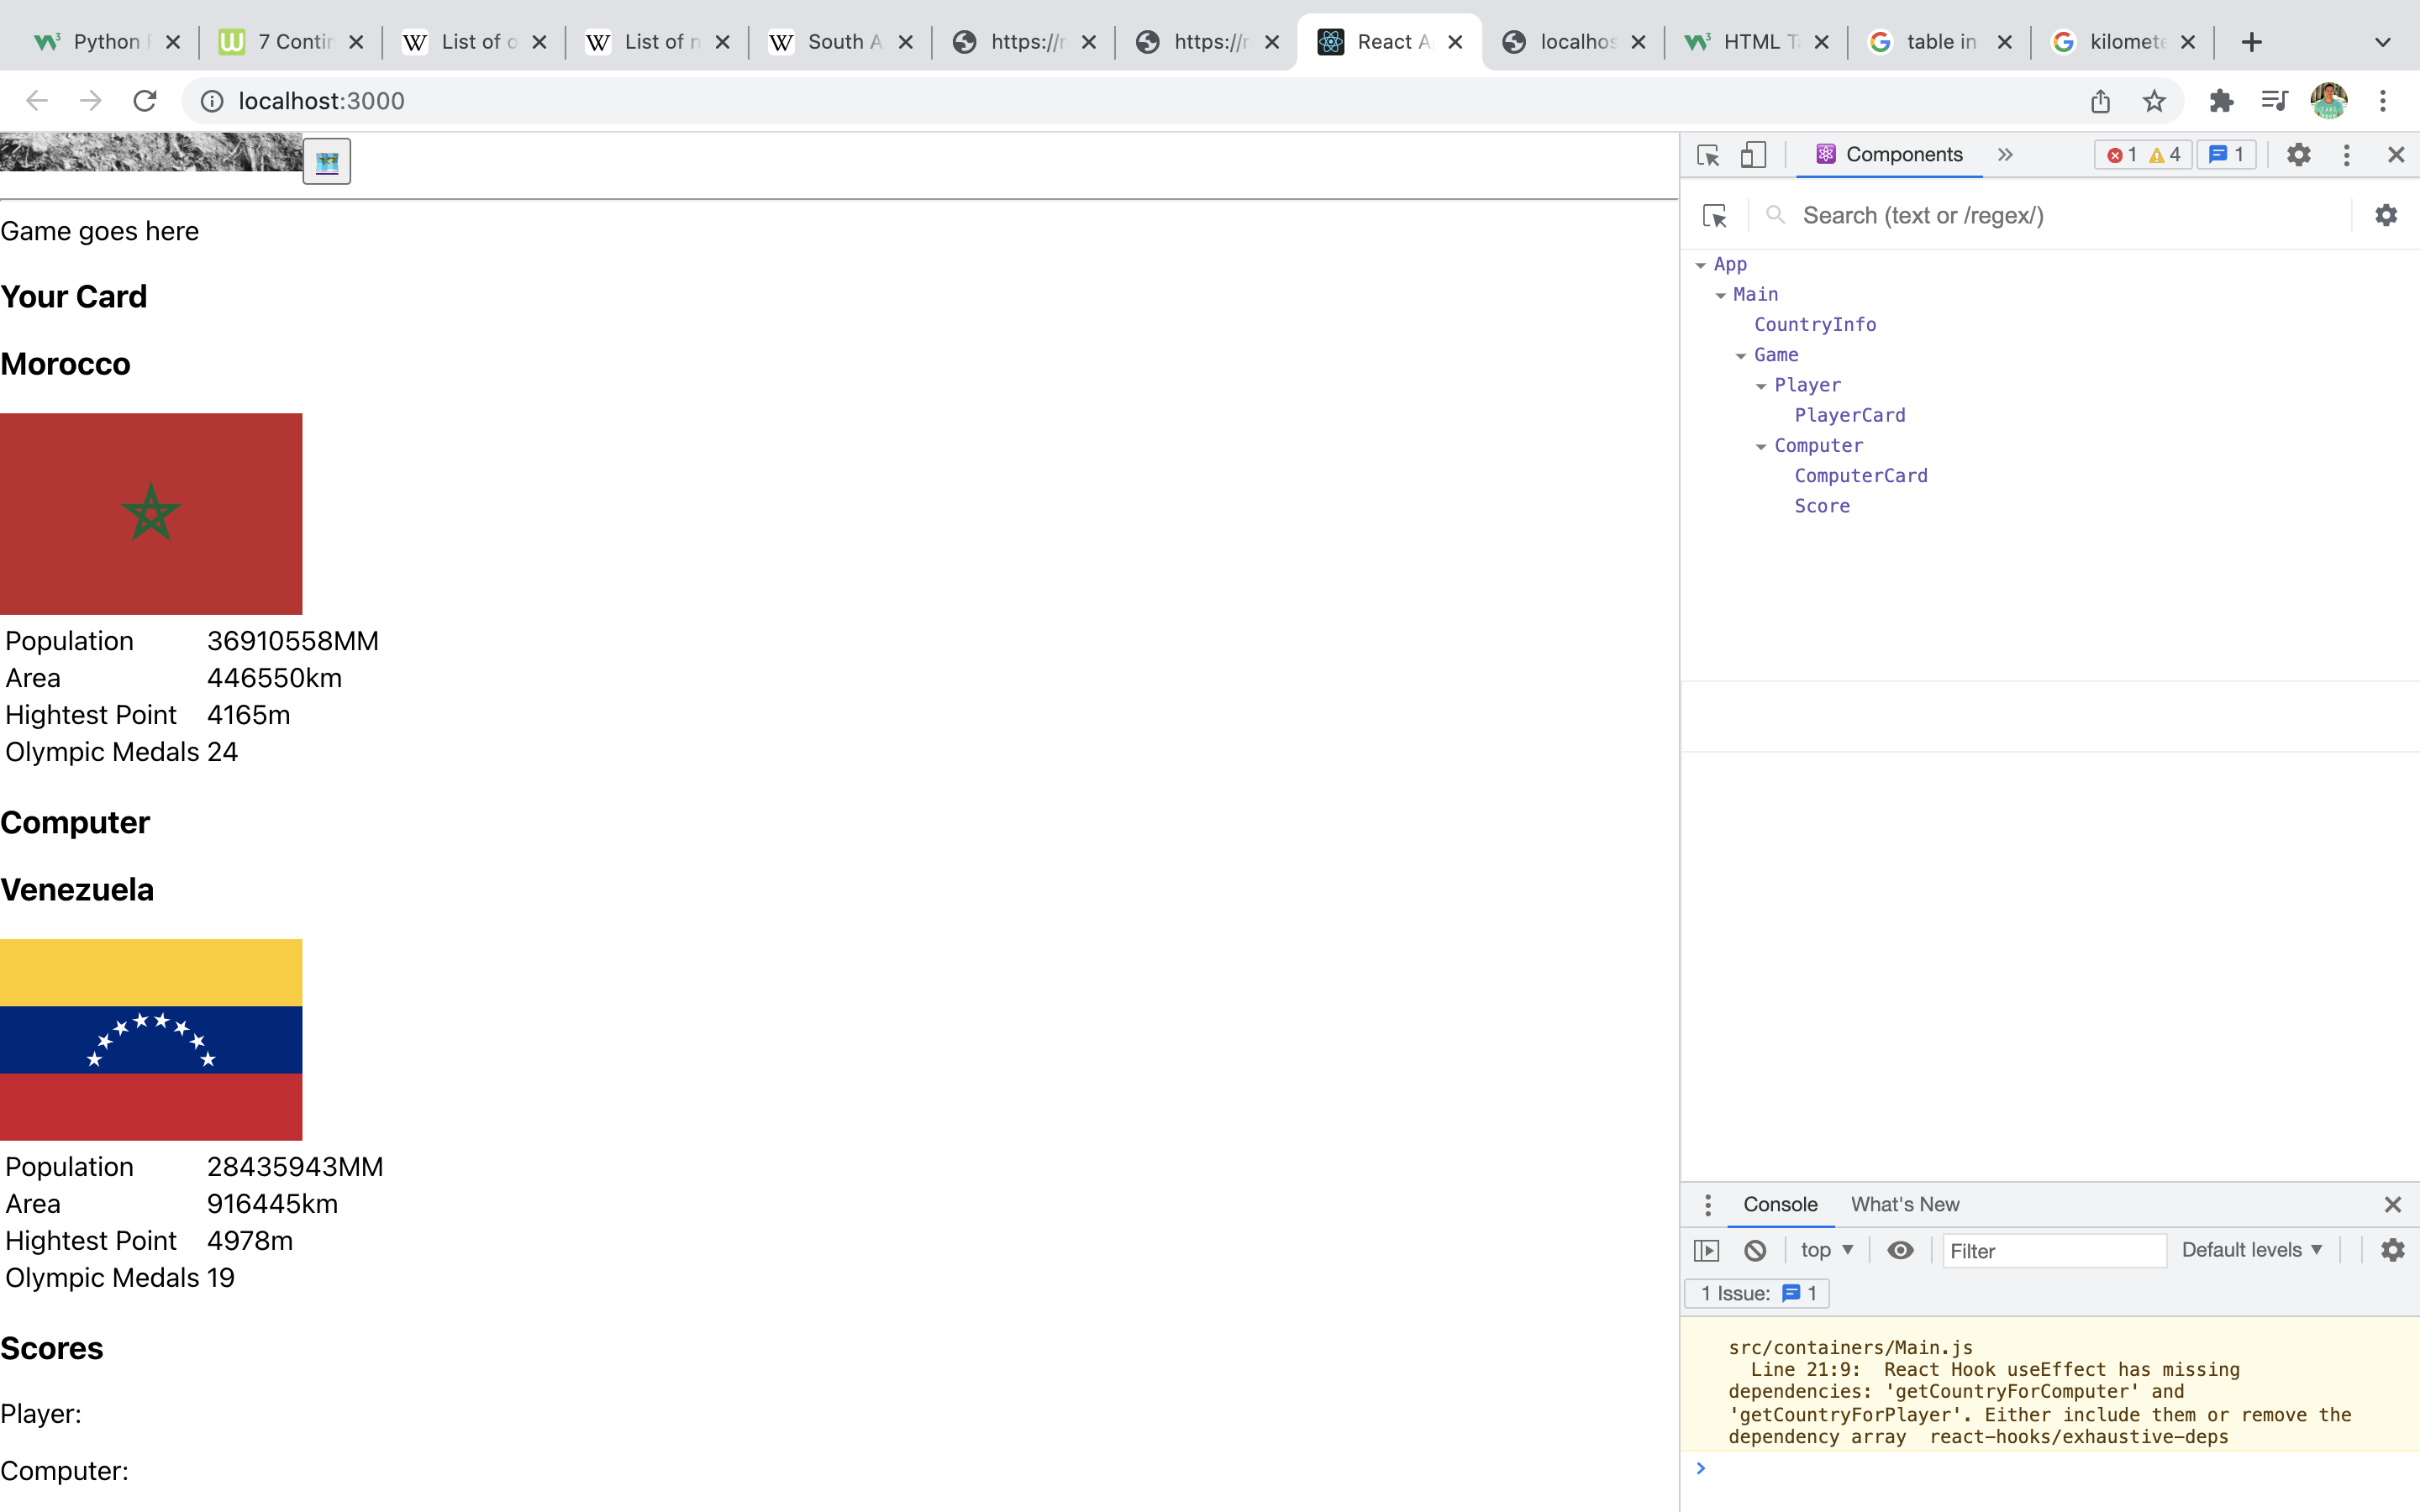 Python
7 Contin
List of o
List of n
South A
https://r
https://r
React A
localhos
HTML Ta
table in
kilomete
localhost:3000
Game goes here
Your Card
Morocco
Population 36910558MM
Area 446550km
Hightest Point 4165m
Olympic Medals 24
Computer
Venezuela
Population 28435943MM
Area 916445km
Hightest Point 4978m
Olympic Medals 19
Scores
Player:
Computer:
Components
1 4 1
Search (text or /regex/)
App
Main
CountryInfo
Game
Player
PlayerCard
Computer
ComputerCard
Score
Console What's New
top Filter Default levels
1 Issue: 1
src/containers/Main.js
Line 21:9: React Hook useEffect has missing
dependencies: 'getCountryForComputer' and
'getCountryForPlayer'. Either include them or remove the
dependency array react-hooks/exhaustive-deps